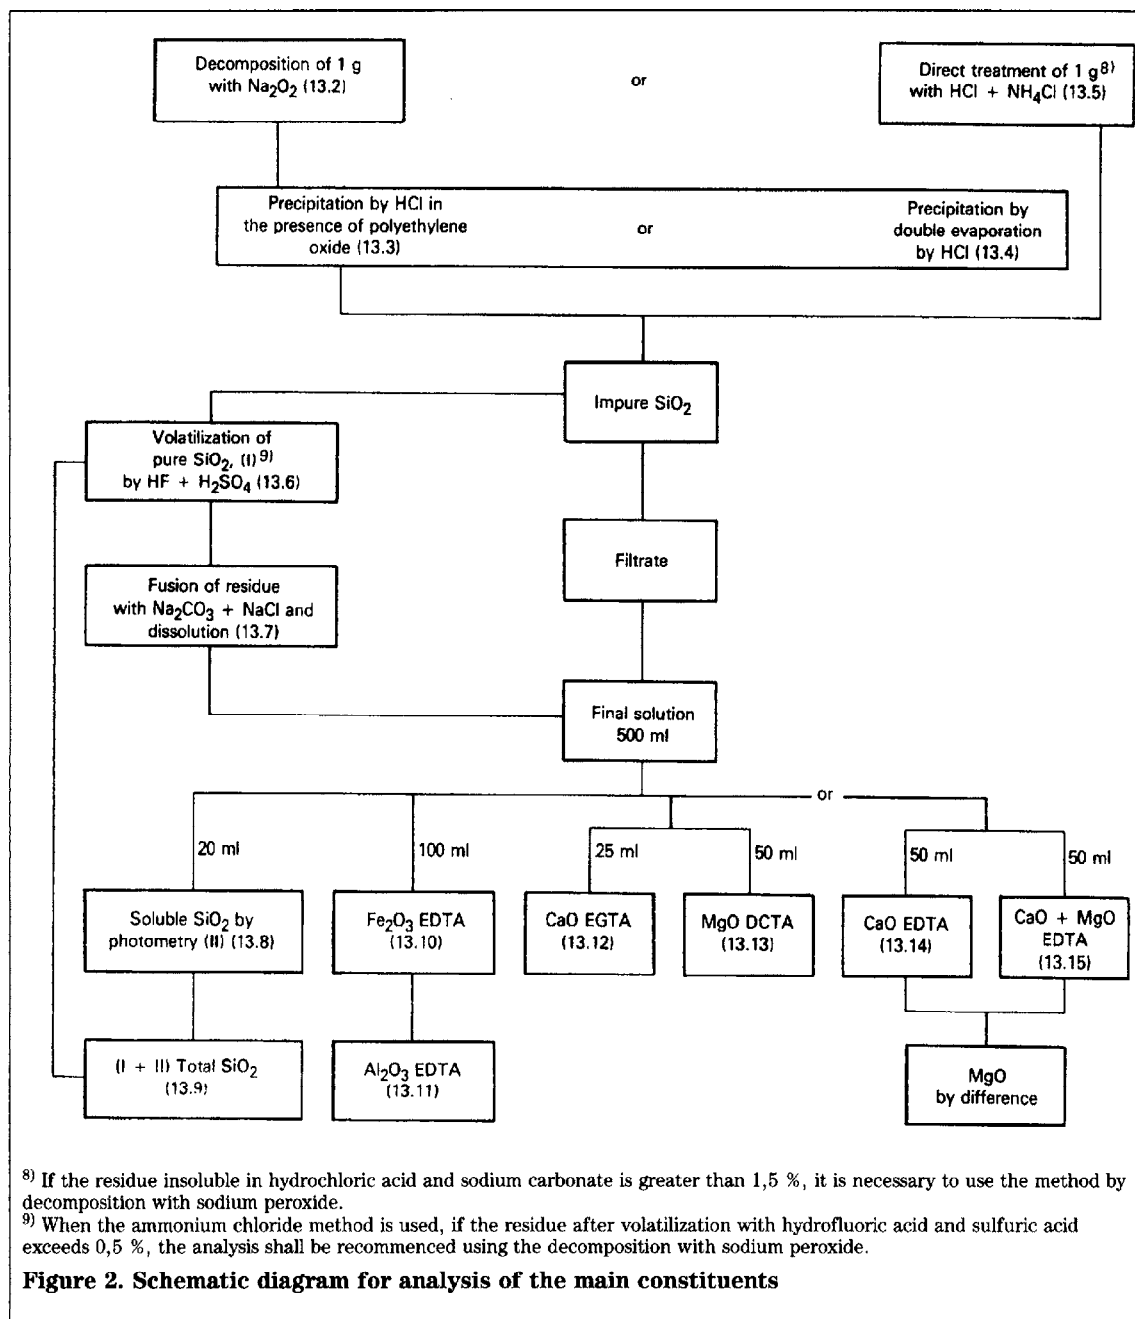 Decomposition of 1 g
with Na₂O₂ (13.2)
or
Direct treatment of 1 g⁸⁾
with HCl + NH₄Cl (13.5)
Precipitation by HCl in
the presence of polyethylene
oxide (13.3)
or
Precipitation by
double evaporation
by HCl (13.4)
Impure SiO₂
Volatilization of
pure SiO₂, (I)⁹⁾
by HF + H₂SO₄ (13.6)
Filtrate
Fusion of residue
with Na₂CO₃ + NaCl and
dissolution (13.7)
Final solution
500 ml
or
20 ml
100 ml
25 ml
50 ml
50 ml
50 ml
Soluble SiO₂ by
photometry (II) (13.8)
Fe₂O₃ EDTA
(13.10)
CaO EGTA
(13.12)
MgO DCTA
(13.13)
CaO EDTA
(13.14)
CaO + MgO
EDTA
(13.15)
(I + II) Total SiO₂
(13.9)
Al₂O₃ EDTA
(13.11)
MgO
by difference
⁸⁾ If the residue insoluble in hydrochloric acid and sodium carbonate is greater than 1,5 %, it is necessary to use the method by
decomposition with sodium peroxide.
⁹⁾ When the ammonium chloride method is used, if the residue after volatilization with hydrofluoric acid and sulfuric acid
exceeds 0,5 %, the analysis shall be recommenced using the decomposition with sodium peroxide.
Figure 2. Schematic diagram for analysis of the main constituents